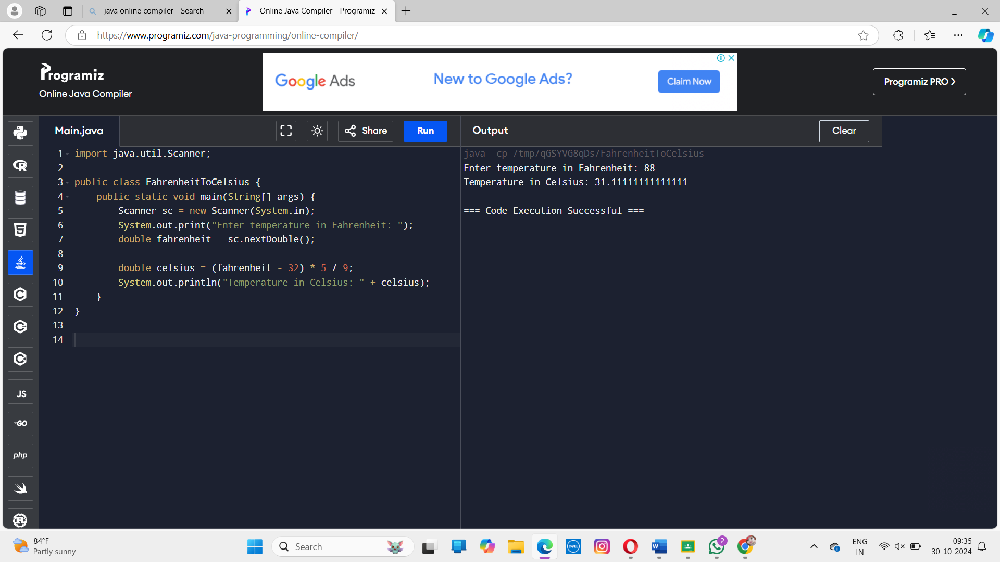 java online compiler - Search
Online Java Compiler - Programiz
https://www.programiz.com/java-programming/online-compiler/
Programiz
Online Java Compiler
Google Ads
New to Google Ads?
Claim Now
Programiz PRO ❯
Main.java
Share
Run
Output
Clear
1 import java.util.Scanner;
2
3 public class FahrenheitToCelsius {
4     public static void main(String[] args) {
5         Scanner sc = new Scanner(System.in);
6         System.out.print("Enter temperature in Fahrenheit: ");
7         double fahrenheit = sc.nextDouble();
8
9         double celsius = (fahrenheit - 32) * 5 / 9;
10         System.out.println("Temperature in Celsius: " + celsius);
11     }
12 }
13
14
java -cp /tmp/qGSYVG8qDs/FahrenheitToCelsius
Enter temperature in Fahrenheit: 88
Temperature in Celsius: 31.11111111111111
=== Code Execution Successful ===
R
5
C
C++
C#
JS
GO
php
R
84°F
Partly sunny
Search
DELL
W
2
ENG
IN
09:35
30-10-2024